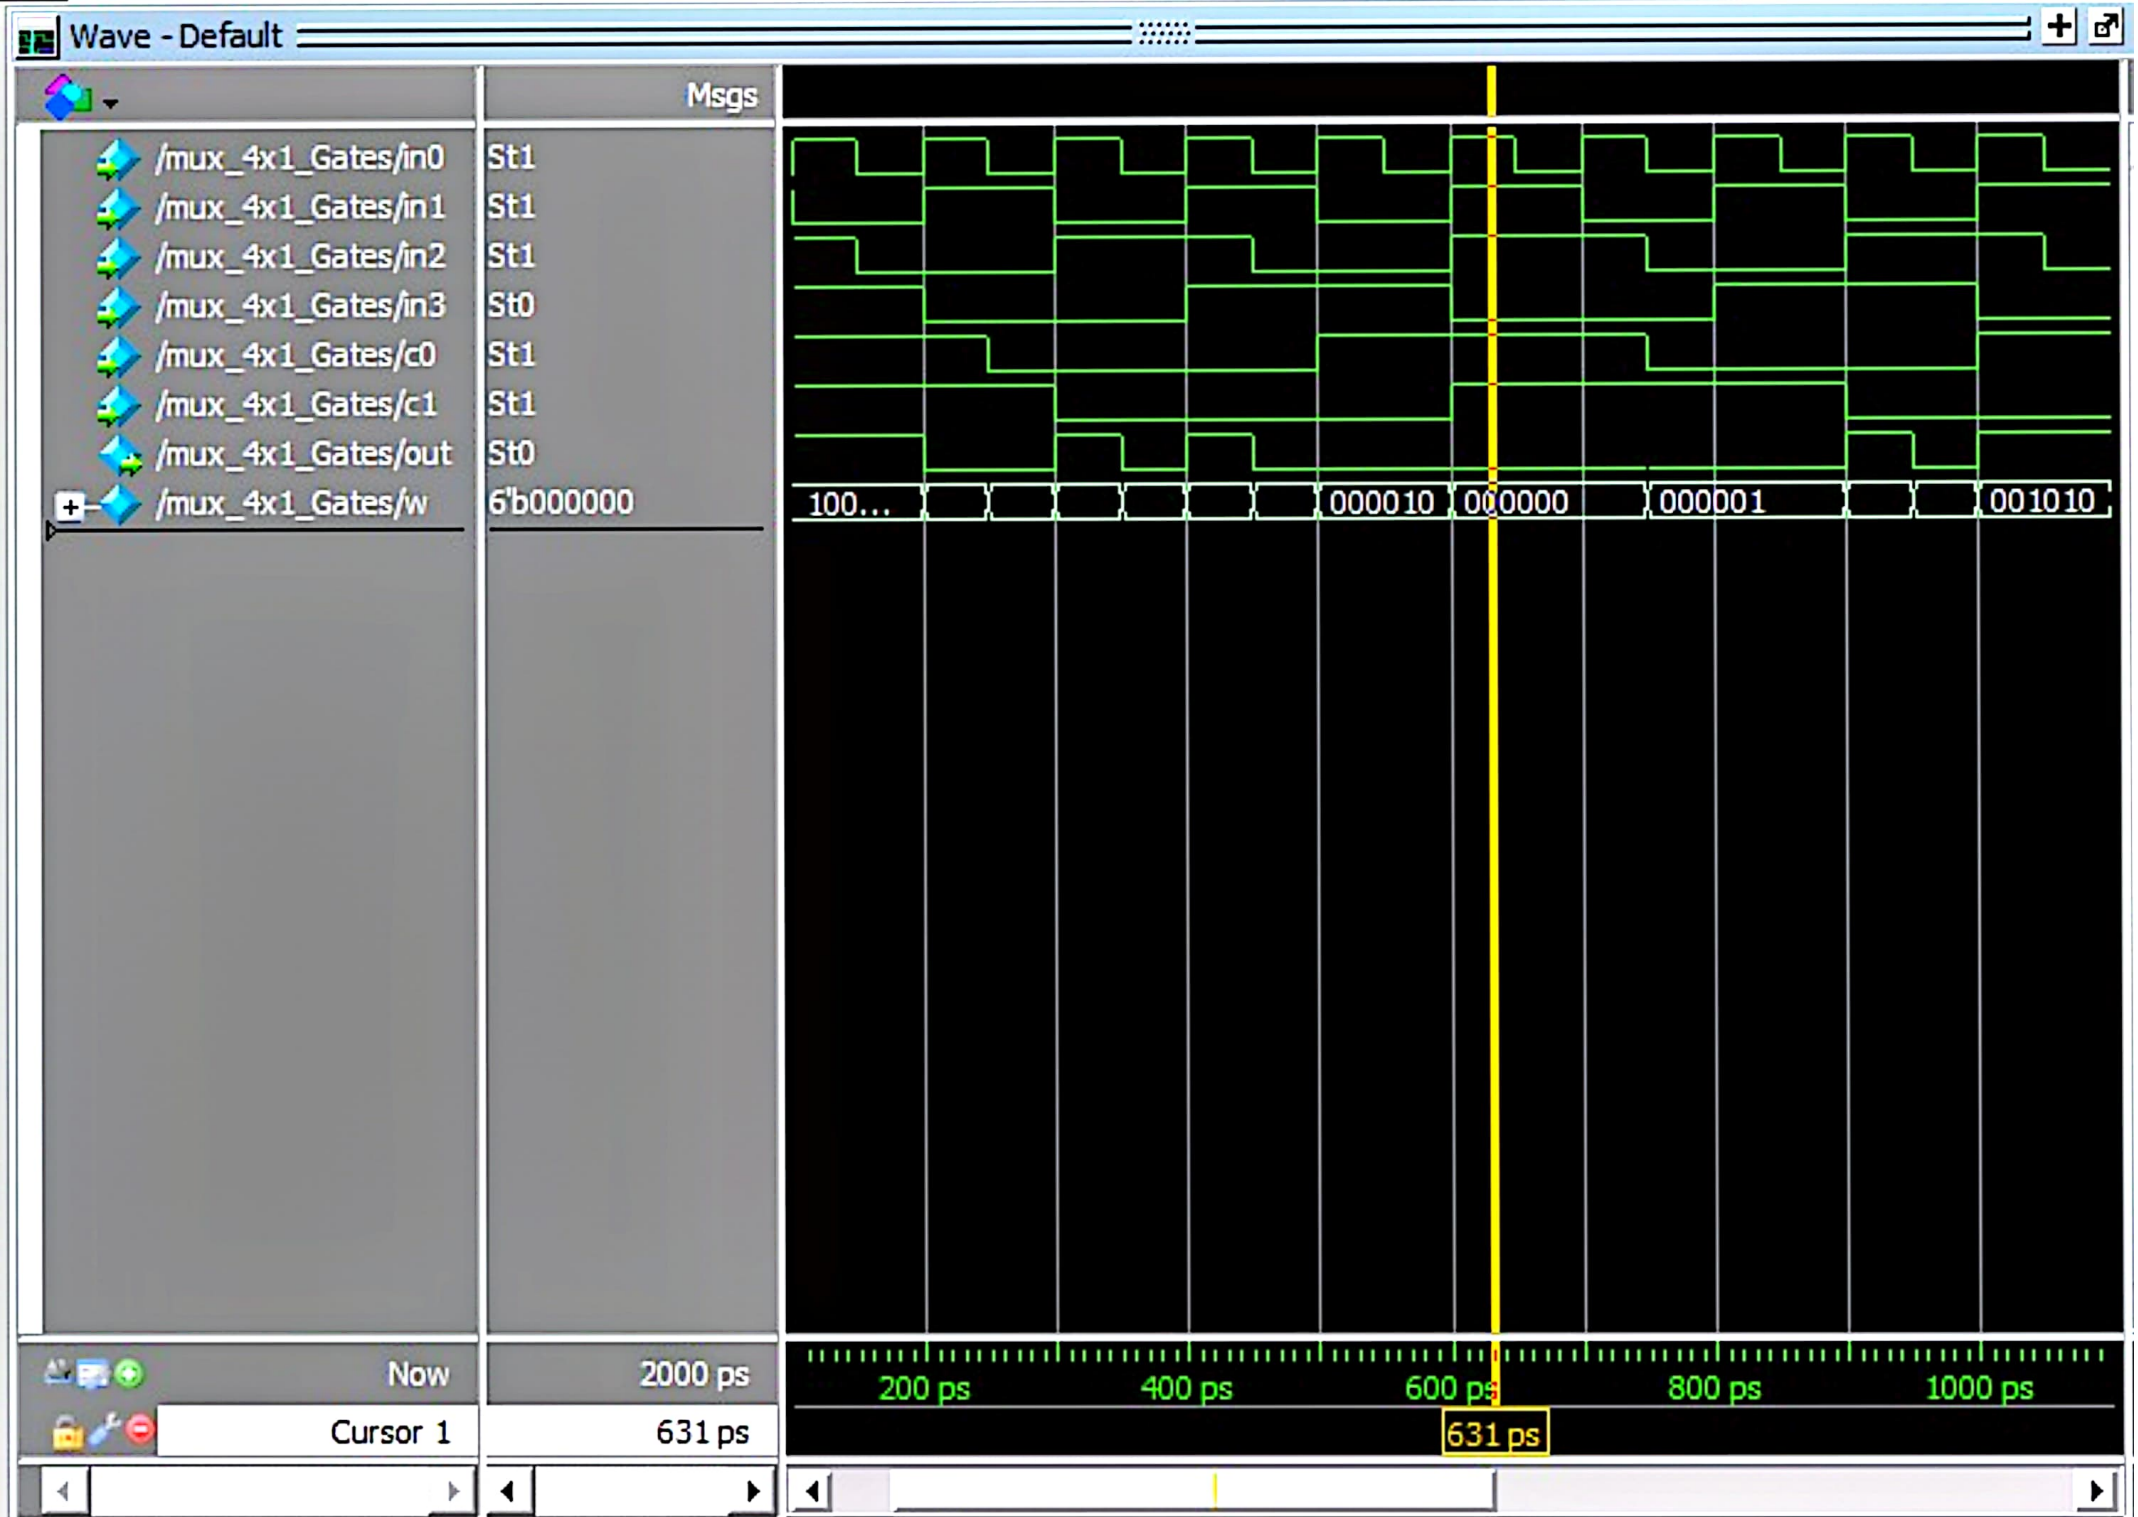 Wave - Default
Msgs
/mux_4x1_Gates/in0 St1
/mux_4x1_Gates/in1 St1
/mux_4x1_Gates/in2 St1
/mux_4x1_Gates/in3 St0
/mux_4x1_Gates/c0 St1
/mux_4x1_Gates/c1 St1
/mux_4x1_Gates/out St0
/mux_4x1_Gates/w 6'b000000 100... 000010 000000 000001 001010
Now 2000 ps 200 ps 400 ps 600 ps 800 ps 1000 ps
Cursor 1 631 ps 631 ps